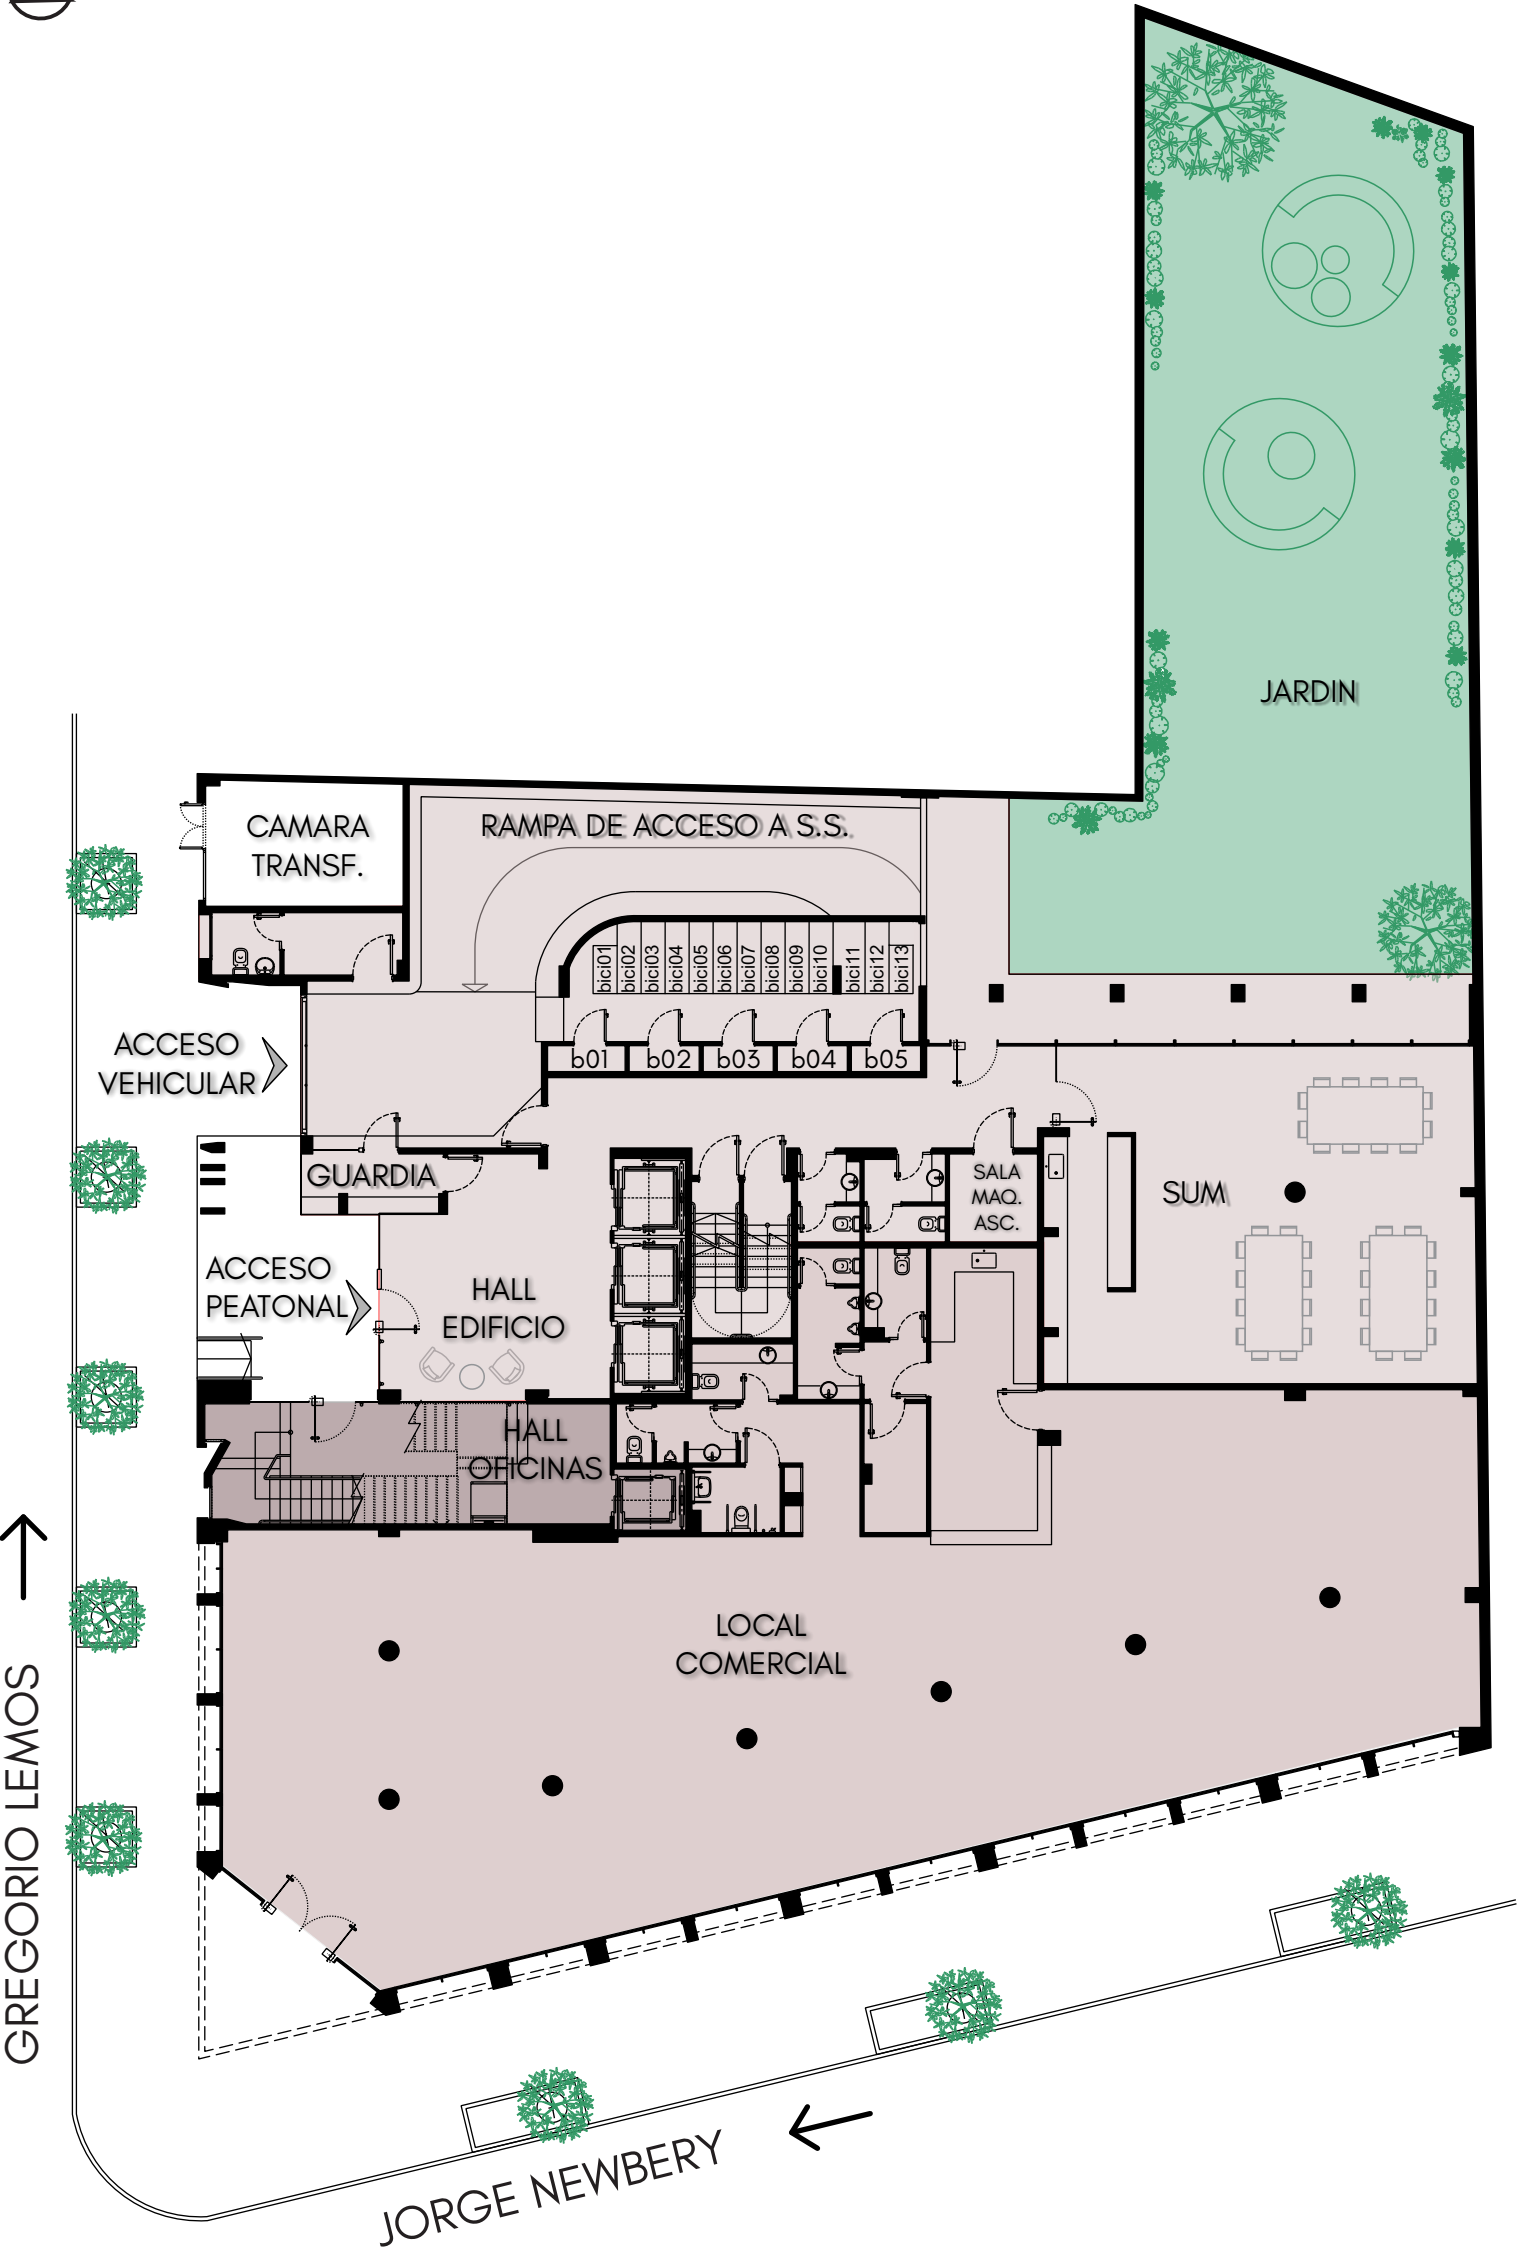 JARDIN
CAMARA
TRANSF.
RAMPA DE ACCESO A S.S.
bici01
bici02
bici03
bici04
bici05
bici06
bici07
bici08
bici09
bici10
bici11
bici12
bici13
ACCESO
VEHICULAR
b01
b02
b03
b04
b05
GUARDIA
SALA
MAQ.
ASC.
SUM
ACCESO
PEATONAL
HALL
EDIFICIO
HALL
OFICINAS
LOCAL
COMERCIAL
GREGORIO LEMOS
JORGE NEWBERY